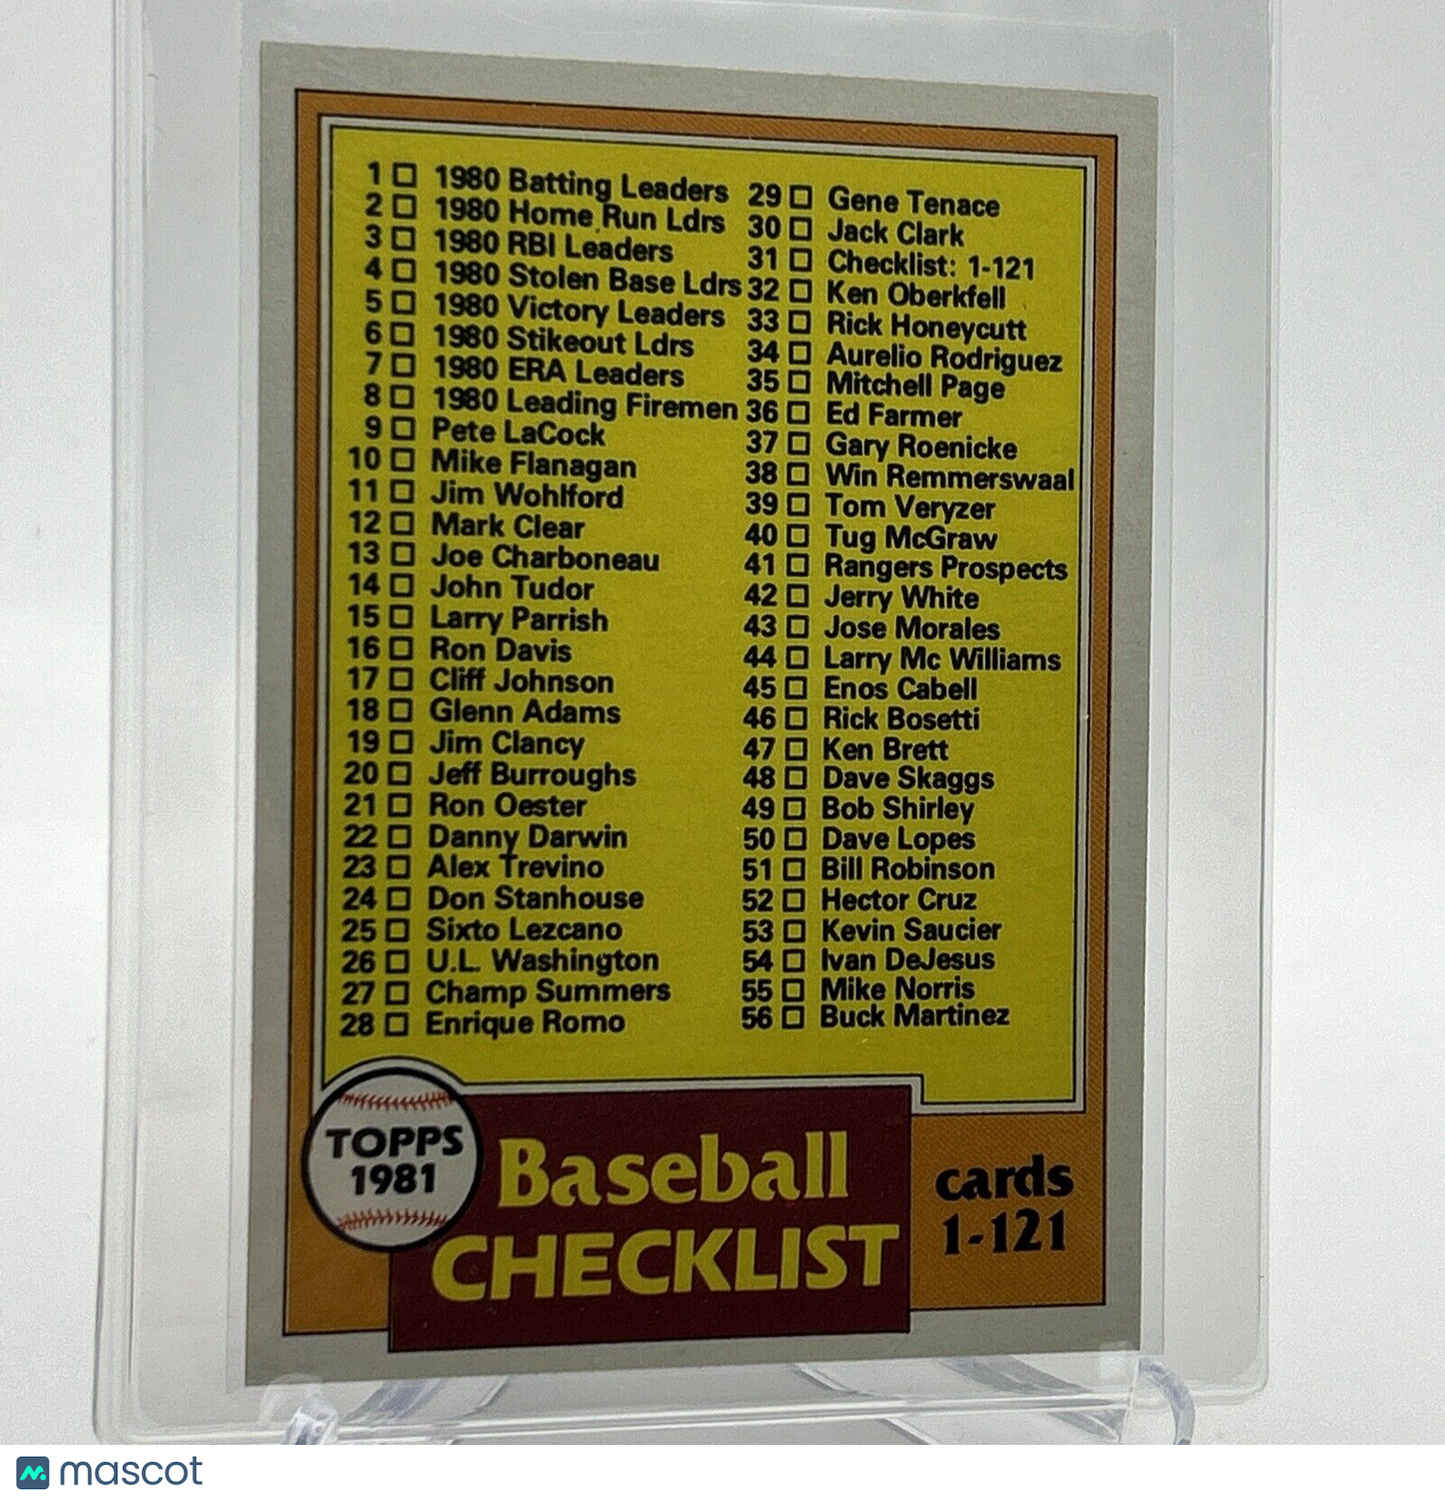 1 ☐ 1980 Batting Leaders
2 ☐ 1980 Home Run Ldrs
3 ☐ 1980 RBI Leaders
4 ☐ 1980 Stolen Base Ldrs
5 ☐ 1980 Victory Leaders
6 ☐ 1980 Stikeout Ldrs
7 ☐ 1980 ERA Leaders
8 ☐ 1980 Leading Firemen
9 ☐ Pete LaCock
10 ☐ Mike Flanagan
11 ☐ Jim Wohlford
12 ☐ Mark Clear
13 ☐ Joe Charboneau
14 ☐ John Tudor
15 ☐ Larry Parrish
16 ☐ Ron Davis
17 ☐ Cliff Johnson
18 ☐ Glenn Adams
19 ☐ Jim Clancy
20 ☐ Jeff Burroughs
21 ☐ Ron Oester
22 ☐ Danny Darwin
23 ☐ Alex Trevino
24 ☐ Don Stanhouse
25 ☐ Sixto Lezcano
26 ☐ U.L. Washington
27 ☐ Champ Summers
28 ☐ Enrique Romo
29 ☐ Gene Tenace
30 ☐ Jack Clark
31 ☐ Checklist: 1-121
32 ☐ Ken Oberkfell
33 ☐ Rick Honeycutt
34 ☐ Aurelio Rodriguez
35 ☐ Mitchell Page
36 ☐ Ed Farmer
37 ☐ Gary Roenicke
38 ☐ Win Remmerswaal
39 ☐ Tom Veryzer
40 ☐ Tug McGraw
41 ☐ Rangers Prospects
42 ☐ Jerry White
43 ☐ Jose Morales
44 ☐ Larry Mc Williams
45 ☐ Enos Cabell
46 ☐ Rick Bosetti
47 ☐ Ken Brett
48 ☐ Dave Skaggs
49 ☐ Bob Shirley
50 ☐ Dave Lopes
51 ☐ Bill Robinson
52 ☐ Hector Cruz
53 ☐ Kevin Saucier
54 ☐ Ivan DeJesus
55 ☐ Mike Norris
56 ☐ Buck Martinez
TOPPS
1981
Baseball
CHECKLIST
cards
1-121
mascot